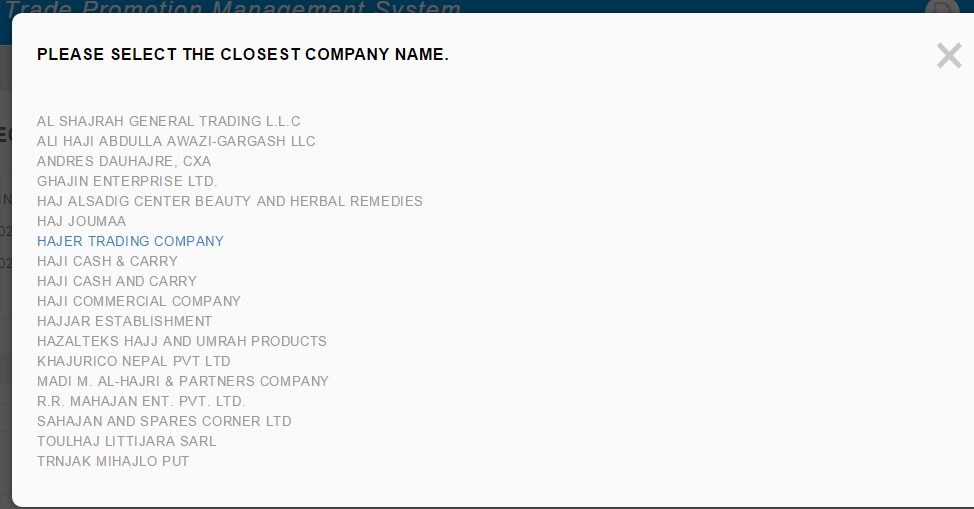 Trade Promotion Management System
PLEASE SELECT THE CLOSEST COMPANY NAME.
AL SHAJRAH GENERAL TRADING L.L.C
ALI HAJI ABDULLA AWAZI-GARGASH LLC
ANDRES DAUHAJRE, CXA
GHAJIN ENTERPRISE LTD.
HAJ ALSADIG CENTER BEAUTY AND HERBAL REMEDIES
HAJ JOUMAA
HAJER TRADING COMPANY
HAJI CASH & CARRY
HAJI CASH AND CARRY
HAJI COMMERCIAL COMPANY
HAJJAR ESTABLISHMENT
HAZALTEKS HAJJ AND UMRAH PRODUCTS
KHAJURICO NEPAL PVT LTD
MADI M. AL-HAJRI & PARTNERS COMPANY
R.R. MAHAJAN ENT. PVT. LTD.
SAHAJAN AND SPARES CORNER LTD
TOULHAJ LITTIJARA SARL
TRNJAK MIHAJLO PUT